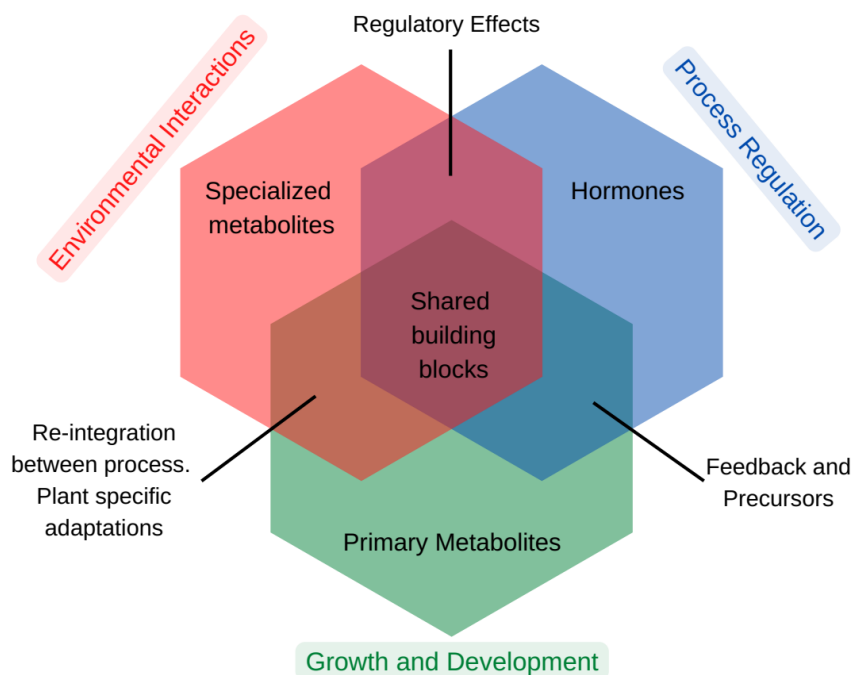 Regulatory Effects
Environmental Interactions
Process Regulation
Specialized
metabolites
Hormones
Shared
building
blocks
Re-integration
between process.
Plant specific
adaptations
Feedback and
Precursors
Primary Metabolites
Growth and Development